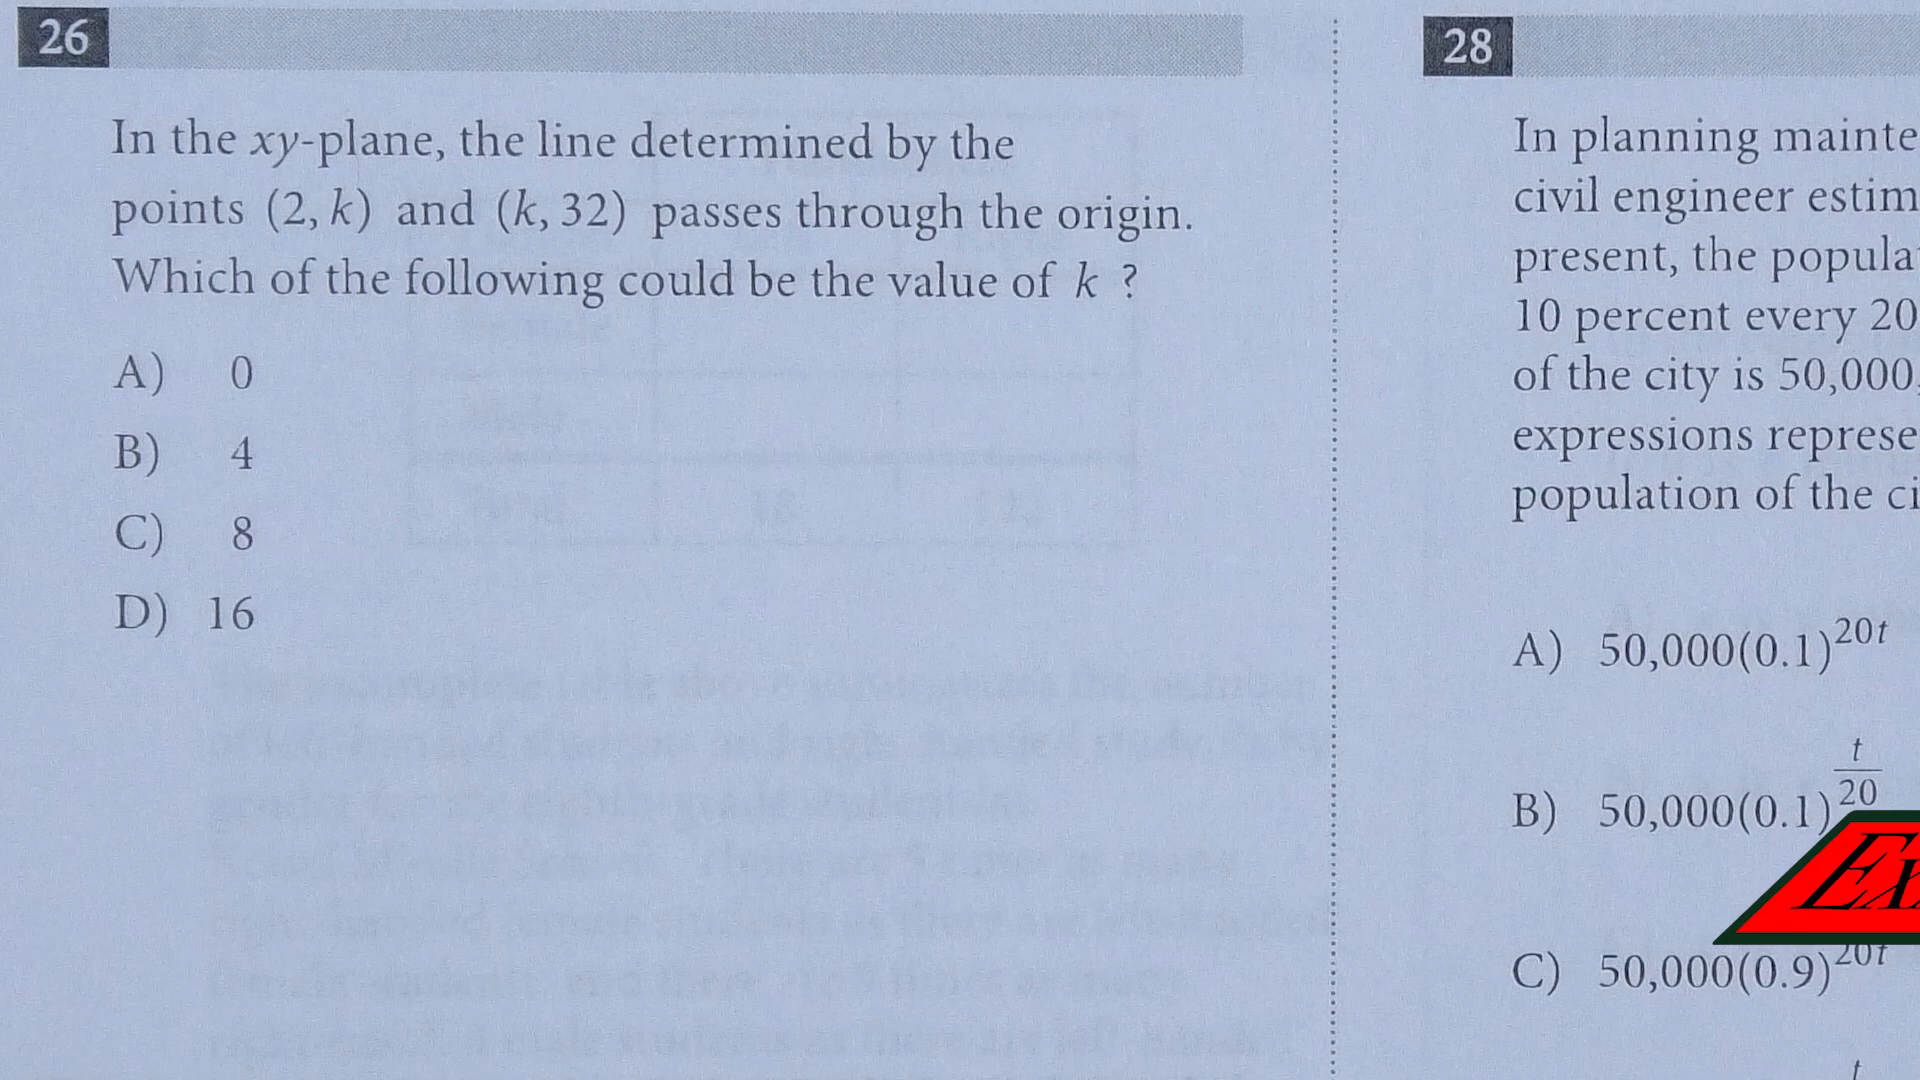 26
In the xy-plane, the line determined by the
points (2, k) and (k, 32) passes through the origin.
Which of the following could be the value of k ?
A) 0
B) 4
C) 8
D) 16
28
In planning mainte
civil engineer estim
present, the popula
10 percent every 20
of the city is 50,000
expressions represe
population of the ci
A) 50,000(0.1)^20t
B) 50,000(0.1)^t/20
C) 50,000(0.9)^20t
t
Ex